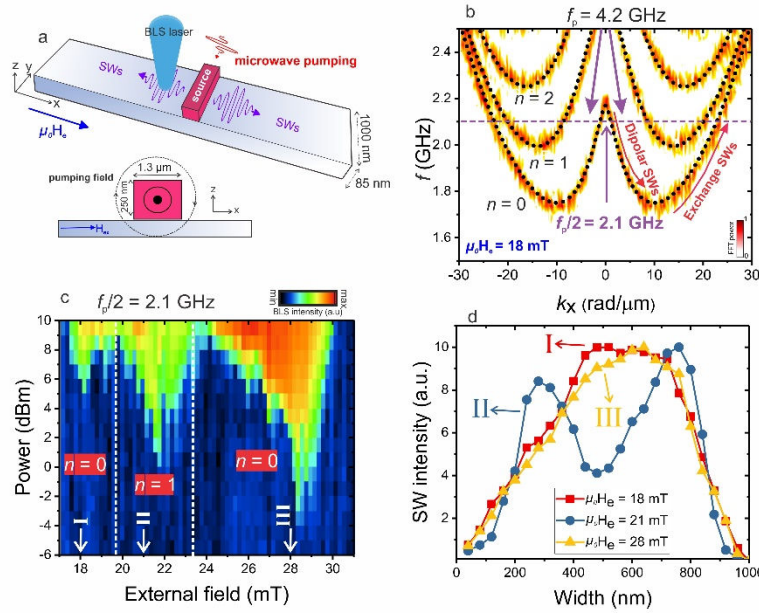 a
BLS laser
microwave pumping
SWs
source
SWs
z
y
x
μ₀Hₑ
1000 nm
85 nm
pumping field
1.3 μm
250 nm
z
x
b
fₚ = 4.2 GHz
2.4
2.2
2.0
1.8
1.6
f (GHz)
n = 2
n = 1
n = 0
Dipolar SWs
Exchange SWs
fₚ/2 = 2.1 GHz
μ₀Hₑ = 18 mT
FFT power
1
0
-30 -20 -10 0 10 20 30
kₓ (rad/μm)
c
fₚ/2 = 2.1 GHz
min
max
BLS intensity (a.u)
10
8
6
4
2
0
-2
-4
-6
Power (dBm)
n = 0
n = 1
n = 0
I
II
III
18 20 22 24 26 28 30
External field (mT)
d
10
8
6
4
2
0
SW intensity (a.u.)
I
II
III
μ₀Hₑ = 18 mT
μ₀Hₑ = 21 mT
μ₀Hₑ = 28 mT
0 200 400 600 800 1000
Width (nm)